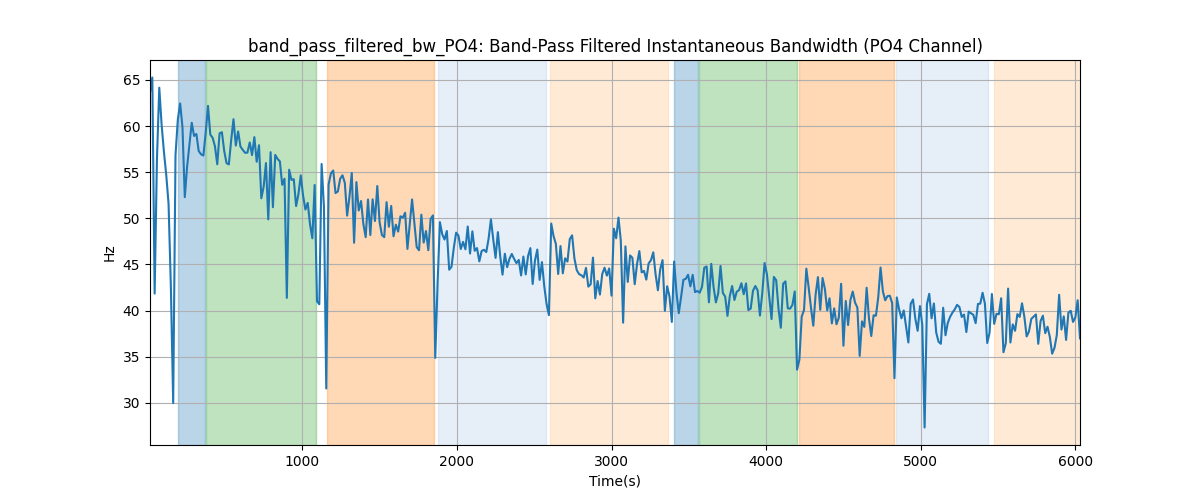 band_pass_filtered_bw_PO4: Band-Pass Filtered Instantaneous Bandwidth (PO4 Channel)
65
60
55
50
45
40
35
30
Hz
1000 2000 3000 4000 5000 6000
Time(s)